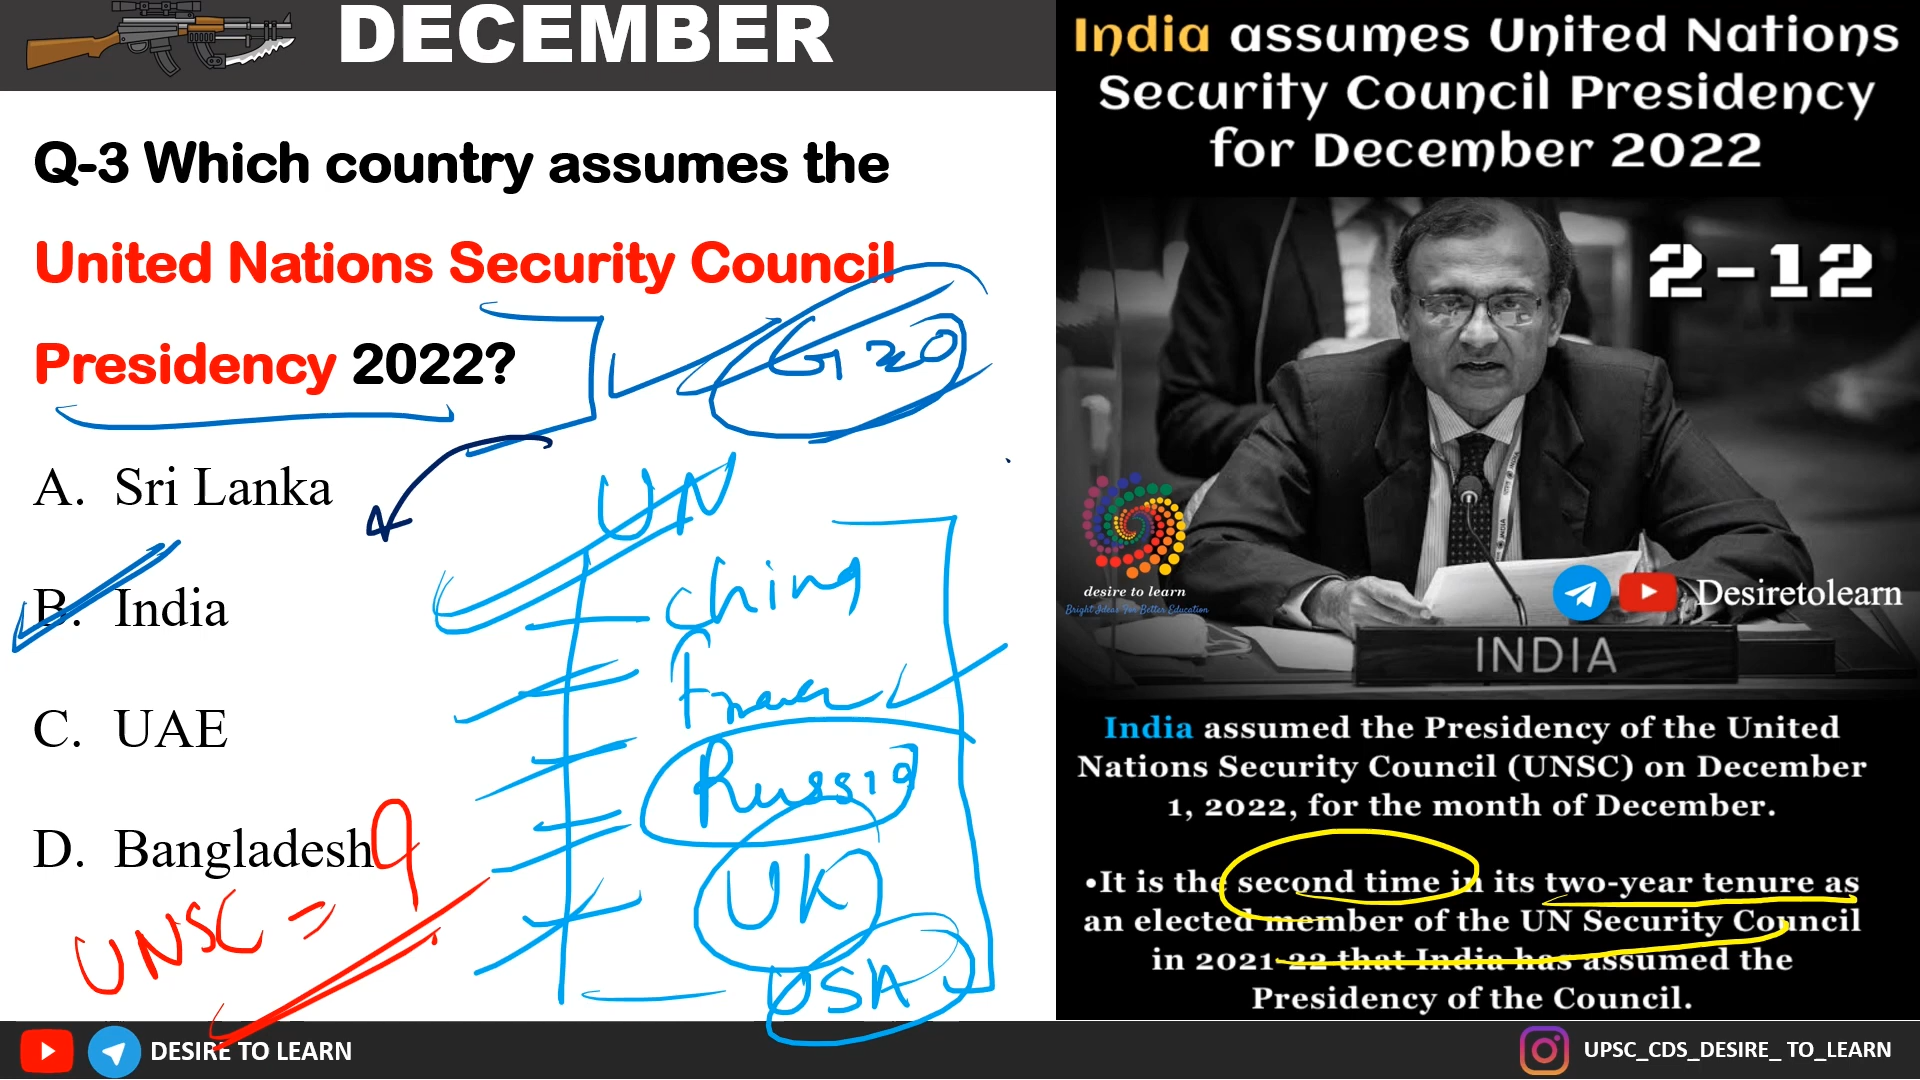 DECEMBER
Q-3 Which country assumes the
United Nations Security Council
Presidency 2022?
G20
A. Sri Lanka
B. India
C. UAE
D. Bangladesh
UNSC = 9
UN
China
France
Russia
UK
USA
DESIRE TO LEARN
India assumes United Nations
Security Council Presidency
for December 2022
2-12
desire to learn
Bright Ideas For Better Education
Desiretolearn
INDIA
INDIA
India assumed the Presidency of the United
Nations Security Council (UNSC) on December
1, 2022, for the month of December.
•It is the second time in its two-year tenure as
an elected member of the UN Security Council
in 2021-22 that India has assumed the
Presidency of the Council.
UPSC_CDS_DESIRE_ TO_LEARN